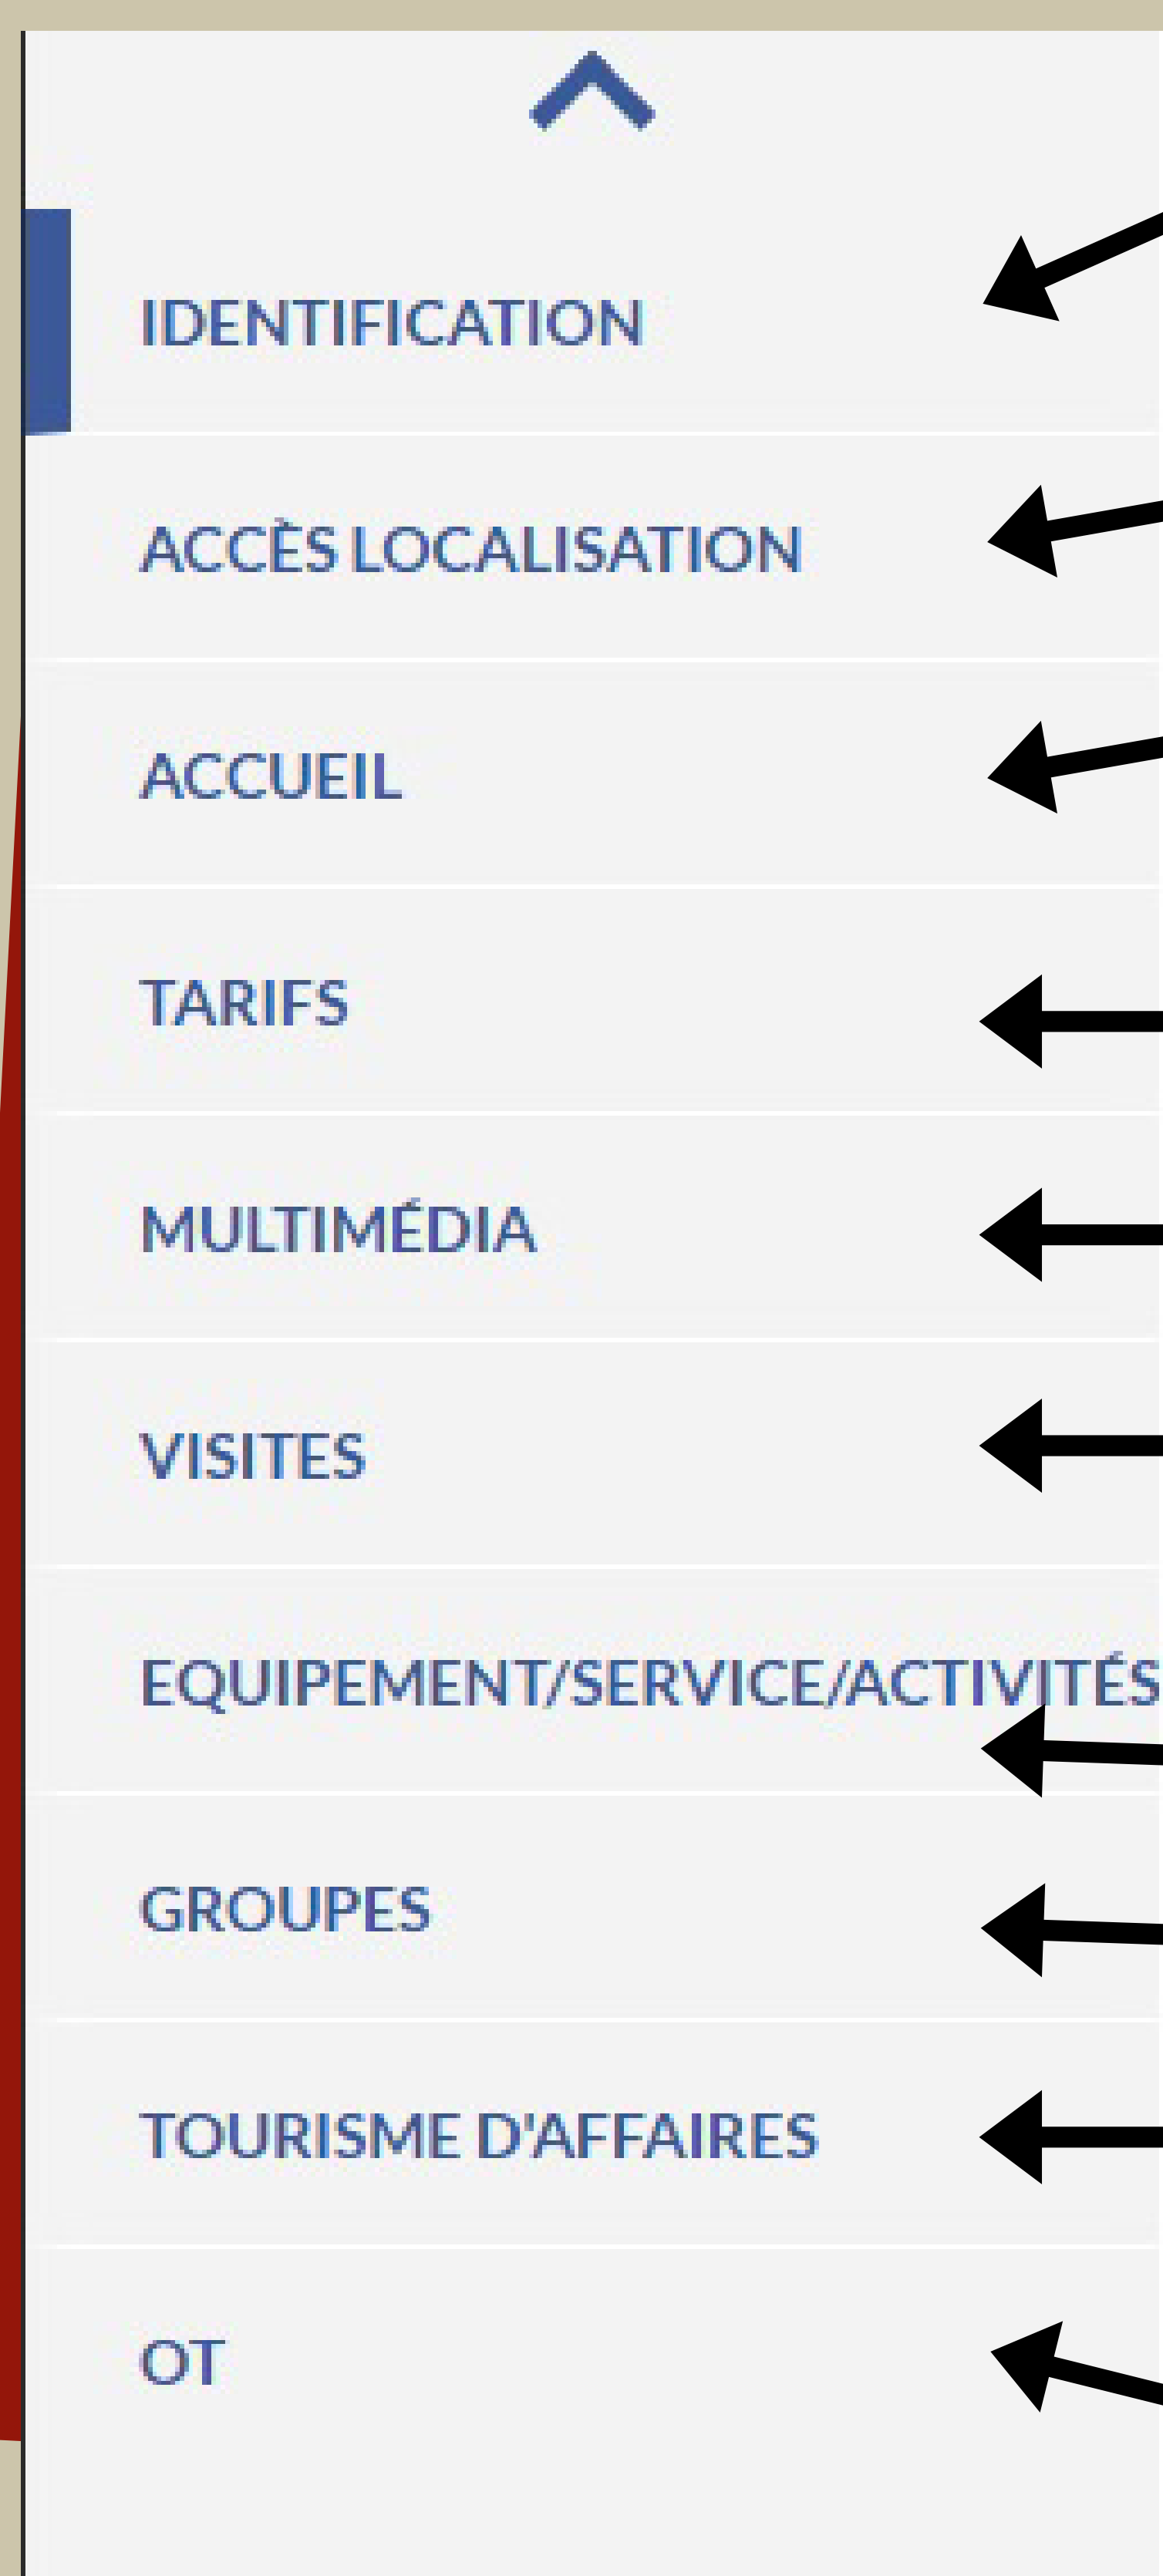 IDENTIFICATION
ACCÈS LOCALISATION
ACCUEIL
TARIFS
MULTIMÉDIA
VISITES
EQUIPEMENT/SERVICE/ACTIVITÉS
GROUPES
TOURISME D'AFFAIRES
OT